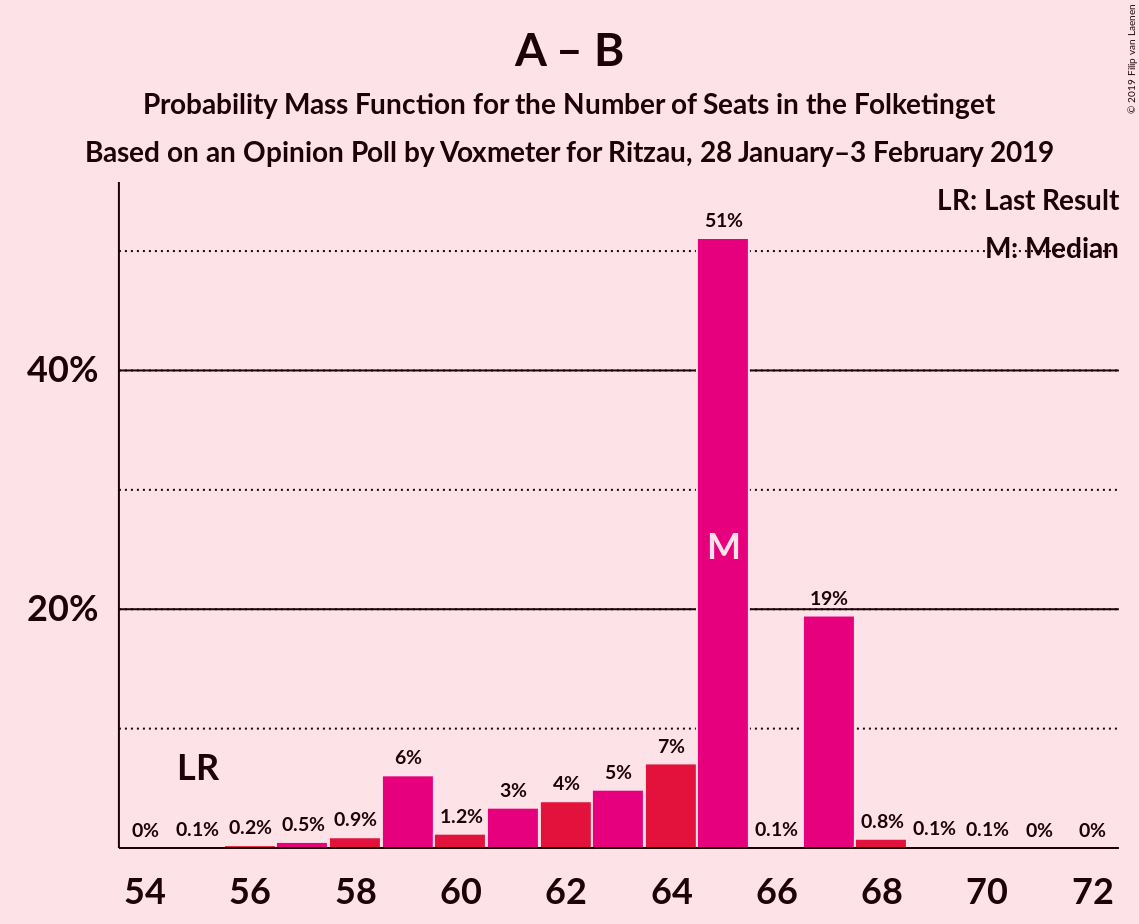 A – B
Probability Mass Function for the Number of Seats in the Folketinget
Based on an Opinion Poll by Voxmeter for Ritzau, 28 January–3 February 2019
© 2019 Filip van Laenen
LR: Last Result
M: Median
40%
20%
LR
M
0% 0.1% 0.2% 0.5% 0.9% 6% 1.2% 3% 4% 5% 7% 51% 0.1% 19% 0.8% 0.1% 0.1% 0% 0%
54 56 58 60 62 64 66 68 70 72